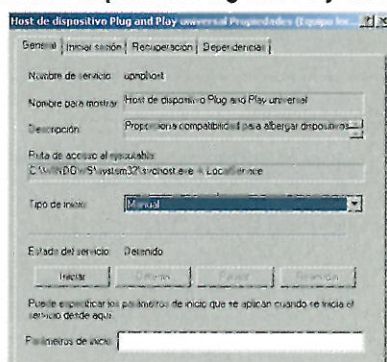 Host de dispositivo Plug and Play universal Propiedades (Equipo loc...
General Iniciar sesión Recuperación Dependencias
Nombre de servicio: upnphost
Nombre para mostrar: Host de dispositivo Plug and Play universal
Descripción: Proporciona compatibilidad para albergar dispositivos
Ruta de acceso al ejecutable:
C:\WINDOWS\system32\svchost.exe -k LocalService
Tipo de inicio: Manual
Estado del servicio: Detenido
Iniciar Detener Pausar Reanudar
Puede especificar los parámetros de inicio que se aplican cuando se inicia el
servicio desde aquí.
Parámetros de inicio: